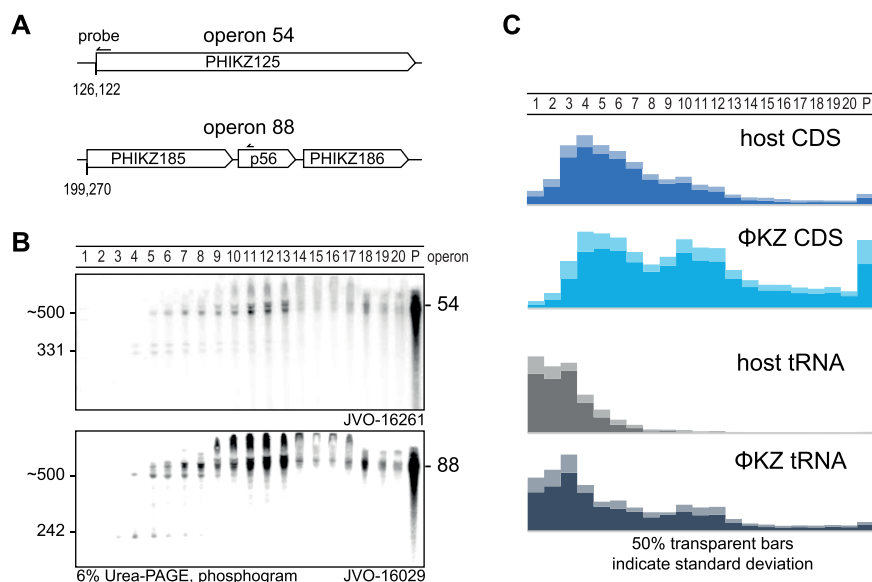 A
probe
operon 54
PHIKZ125
126,122
operon 88
PHIKZ185 p56 PHIKZ186
199,270
B
1 2 3 4 5 6 7 8 9 10 11 12 13 14 15 16 17 18 19 20 P operon
~500
54
331
JVO-16261
~500
88
242
6% Urea-PAGE, phosphogram JVO-16029
C
1 2 3 4 5 6 7 8 9 10 11 12 13 14 15 16 17 18 19 20 P
host CDS
ΦKZ CDS
host tRNA
ΦKZ tRNA
50% transparent bars
indicate standard deviation